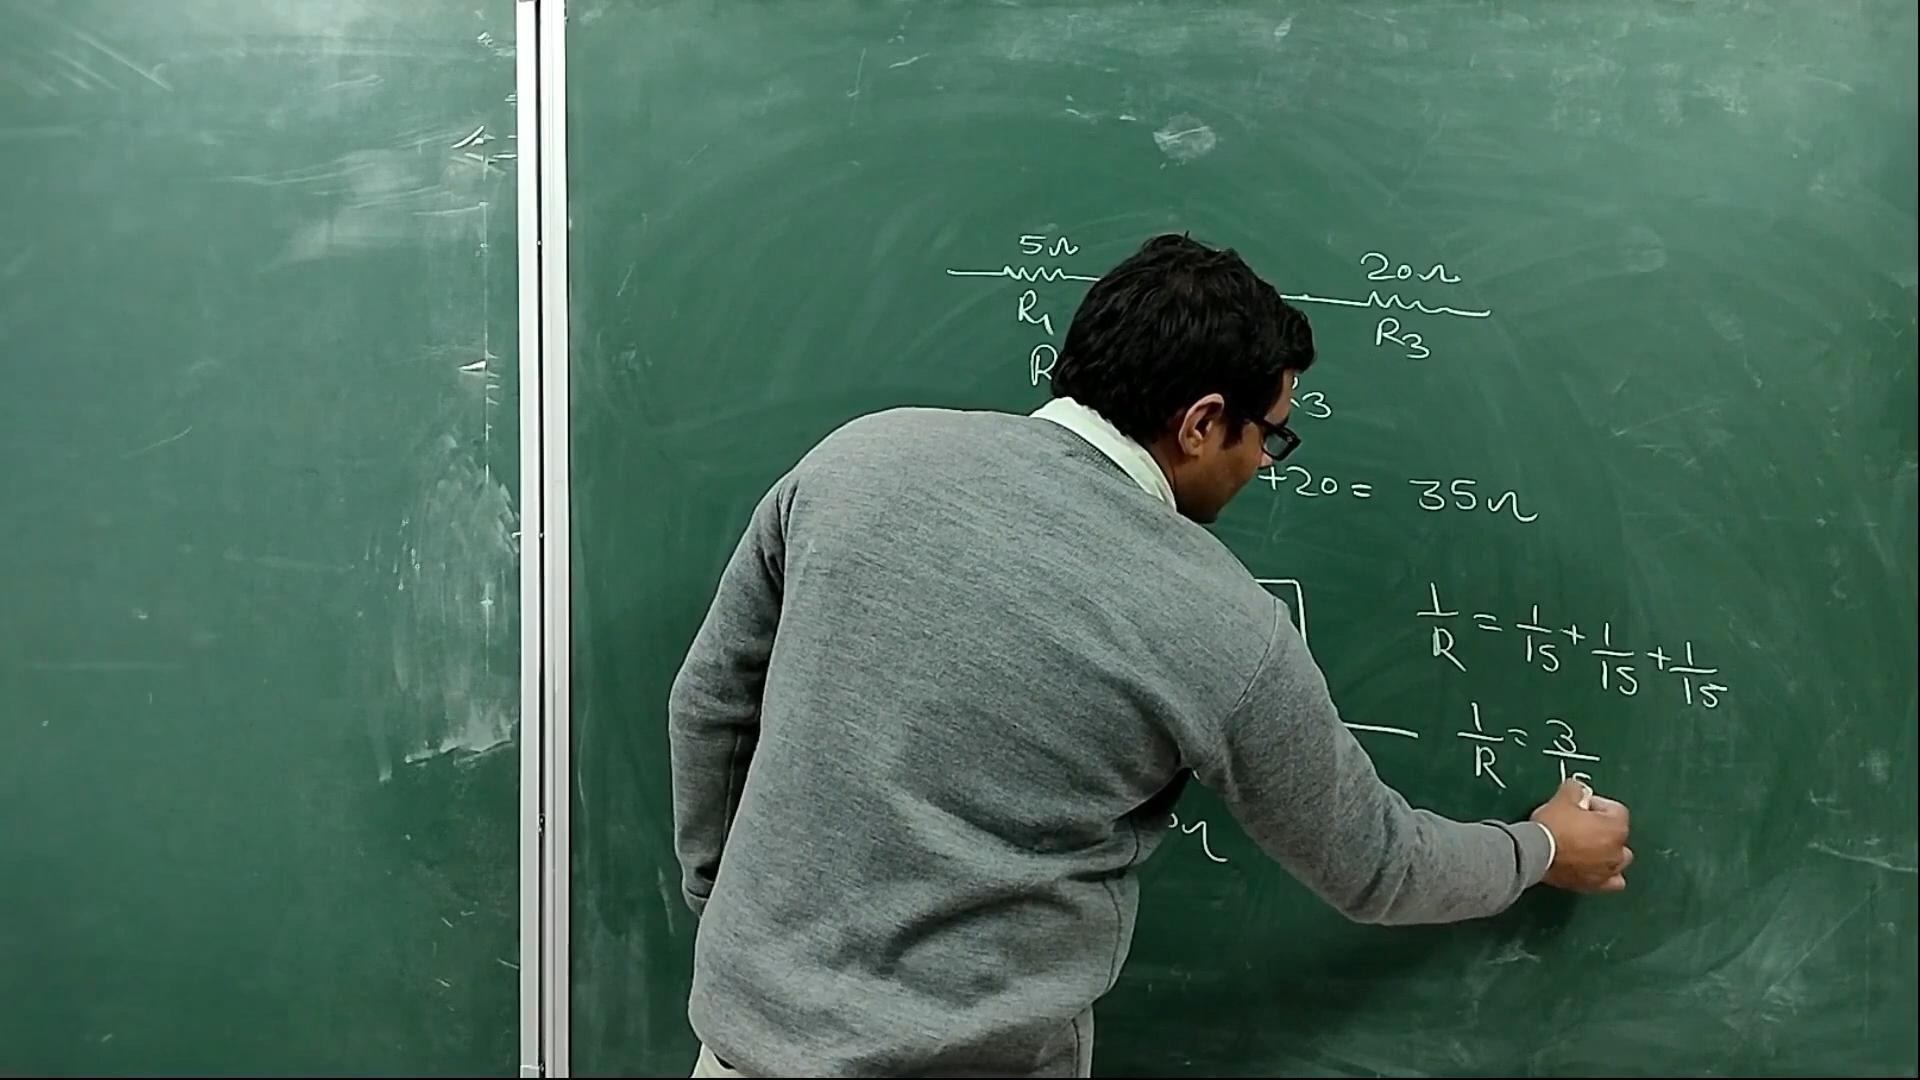 5Ω 20Ω
R1 R3
R 3
+20 = 35Ω
1/R = 1/15 + 1/15 + 1/15
1/R = 3/15
Ω